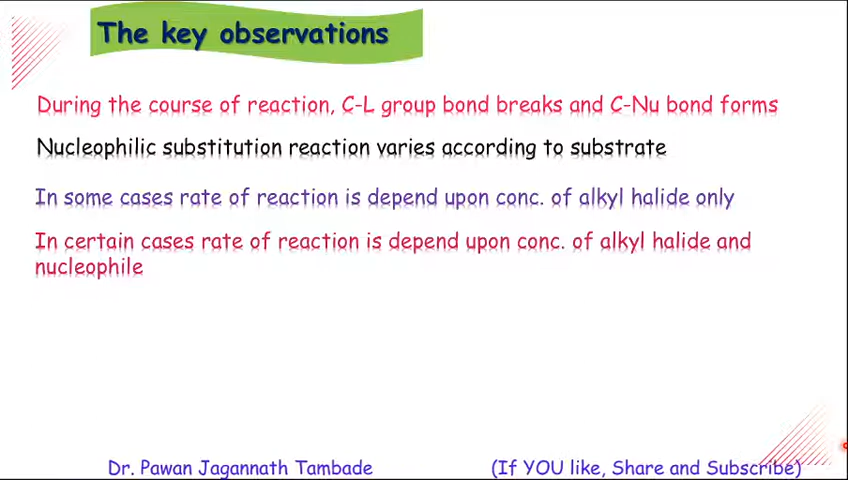 The key observations
During the course of reaction, C-L group bond breaks and C-Nu bond forms
Nucleophilic substitution reaction varies according to substrate
In some cases rate of reaction is depend upon conc. of alkyl halide only
In certain cases rate of reaction is depend upon conc. of alkyl halide and
nucleophile
Dr. Pawan Jagannath Tambade (If YOU like, Share and Subscribe)